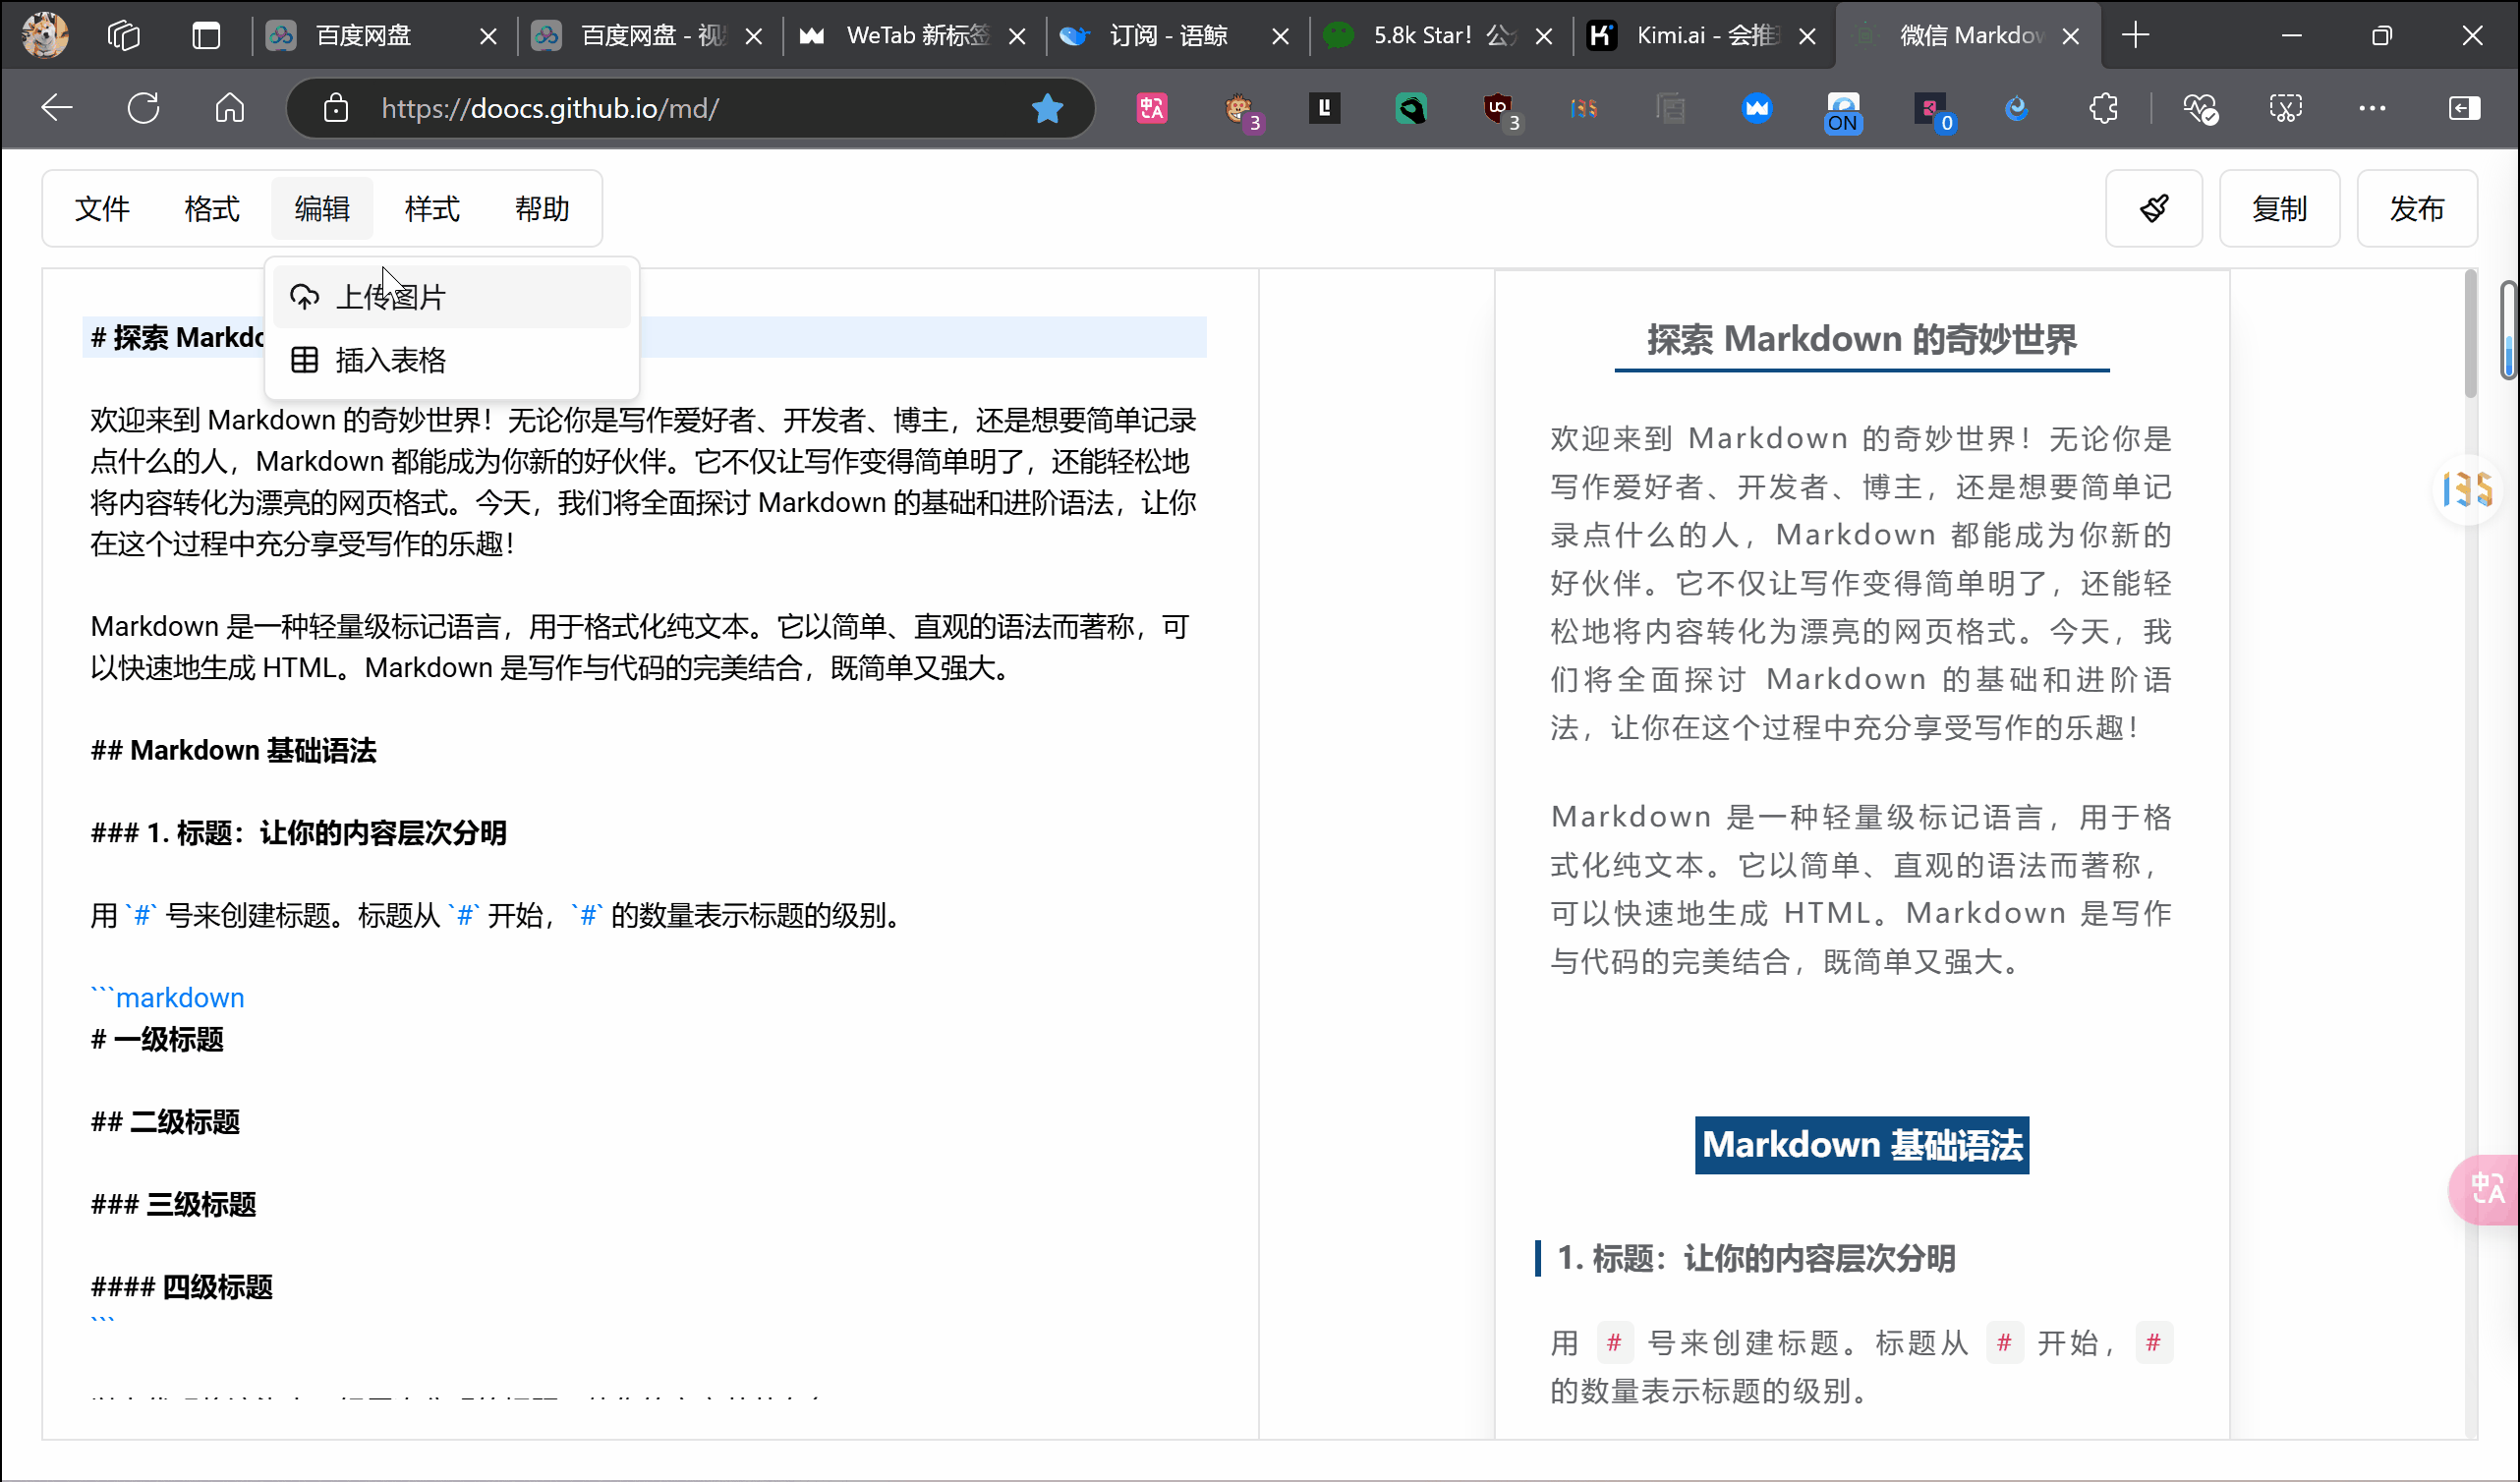 百度网盘
百度网盘 - 视
WeTab 新标签
订阅 - 语鲸
5.8k Star! 公
Kimi.ai - 会推
微信 Markdow
https://doocs.github.io/md/
3
3
135
ON
0
文件
格式
编辑
样式
帮助
复制
发布
上传图片
插入表格
# 探索 Markdo
欢迎来到 Markdown 的奇妙世界！无论你是写作爱好者、开发者、博主，还是想要简单记录
点什么的人，Markdown 都能成为你新的好伙伴。它不仅让写作变得简单明了，还能轻松地
将内容转化为漂亮的网页格式。今天，我们将全面探讨 Markdown 的基础和进阶语法，让你
在这个过程中充分享受写作的乐趣！
Markdown 是一种轻量级标记语言，用于格式化纯文本。它以简单、直观的语法而著称，可
以快速地生成 HTML。Markdown 是写作与代码的完美结合，既简单又强大。
## Markdown 基础语法
### 1. 标题：让你的内容层次分明
用 `#` 号来创建标题。标题从 `#` 开始，`#` 的数量表示标题的级别。
```markdown
# 一级标题
## 二级标题
### 三级标题
#### 四级标题
```
探索 Markdown 的奇妙世界
欢迎来到 Markdown 的奇妙世界！无论你是
写作爱好者、开发者、博主，还是想要简单记
录点什么的人，Markdown 都能成为你新的
好伙伴。它不仅让写作变得简单明了，还能轻
松地将内容转化为漂亮的网页格式。今天，我
们将全面探讨 Markdown 的基础和进阶语
法，让你在这个过程中充分享受写作的乐趣！
Markdown 是一种轻量级标记语言，用于格
式化纯文本。它以简单、直观的语法而著称，
可以快速地生成 HTML。Markdown 是写作
与代码的完美结合，既简单又强大。
Markdown 基础语法
1. 标题：让你的内容层次分明
用 # 号来创建标题。标题从 # 开始，#
的数量表示标题的级别。
135
中A